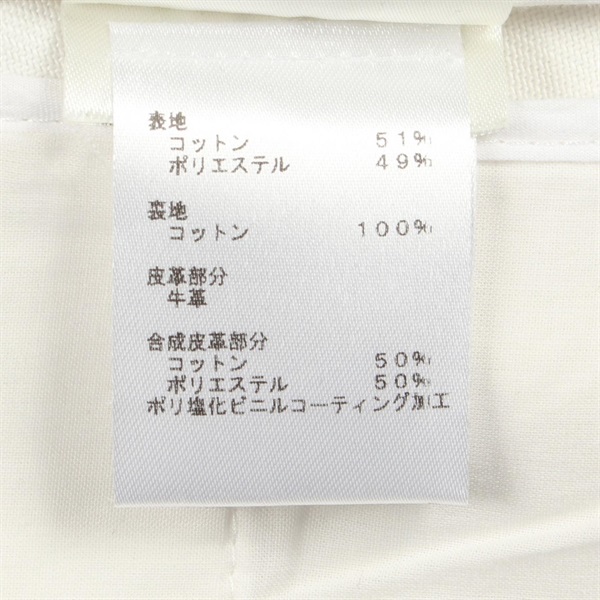 表地
コットン 51%
ポリエステル 49%
裏地
コットン 100%
皮革部分
牛革
合成皮革部分
コットン 50%
ポリエステル 50%
ポリ塩化ビニルコーティング加工